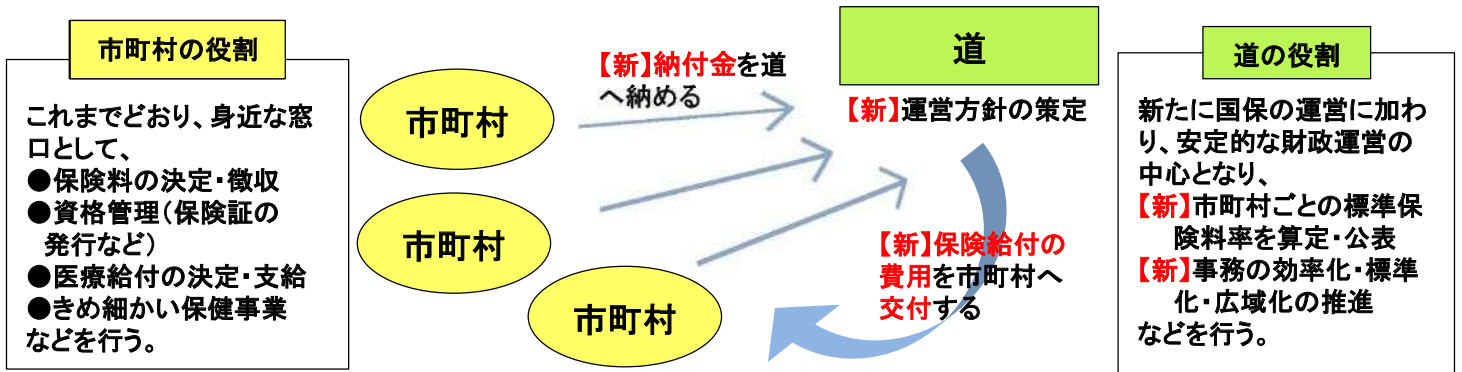 市町村の役割
これまでどおり、身近な窓
口として、
●保険料の決定・徴収
●資格管理(保険証の
発行など)
●医療給付の決定・支給
●きめ細かい保健事業
などを行う。
市町村
市町村
市町村
【新】納付金を道
へ納める
道
【新】運営方針の策定
【新】保険給付の
費用を市町村へ
交付する
道の役割
新たに国保の運営に加わ
り、安定的な財政運営の
中心となり、
【新】市町村ごとの標準保
険料率を算定・公表
【新】事務の効率化・標準
化・広域化の推進
などを行う。